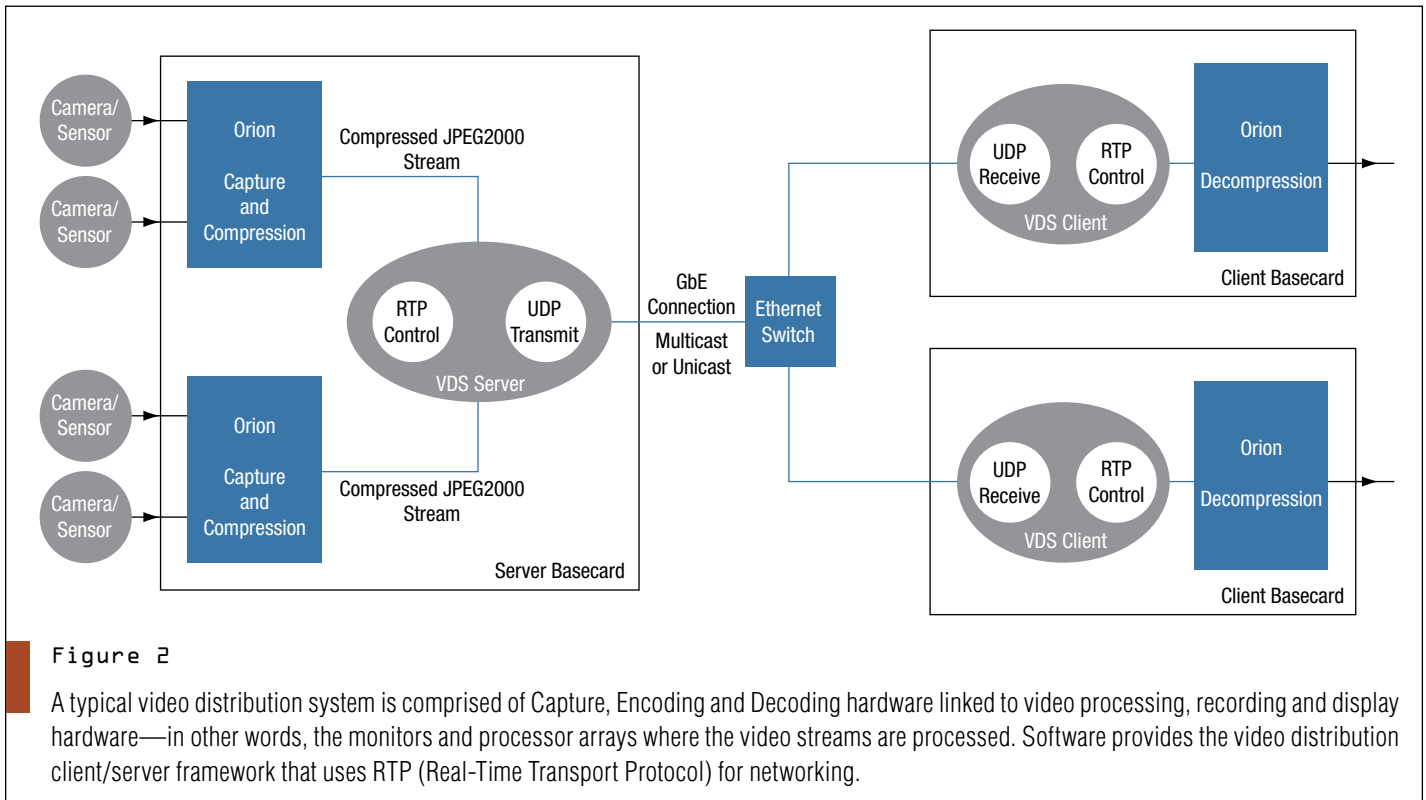 Camera/
Sensor
Camera/
Sensor
Orion
Capture
and
Compression
Compressed JPEG2000
Stream
Camera/
Sensor
Camera/
Sensor
Orion
Capture
and
Compression
Compressed JPEG2000
Stream
RTP
Control
UDP
Transmit
VDS Server
Server Basecard
GbE
Connection
Multicast
or Unicast
Ethernet
Switch
UDP
Receive
RTP
Control
VDS Client
Orion
Decompression
Client Basecard
UDP
Receive
RTP
Control
VDS Client
Orion
Decompression
Client Basecard
Figure 2
A typical video distribution system is comprised of Capture, Encoding and Decoding hardware linked to video processing, recording and display
hardware—in other words, the monitors and processor arrays where the video streams are processed. Software provides the video distribution
client/server framework that uses RTP (Real-Time Transport Protocol) for networking.